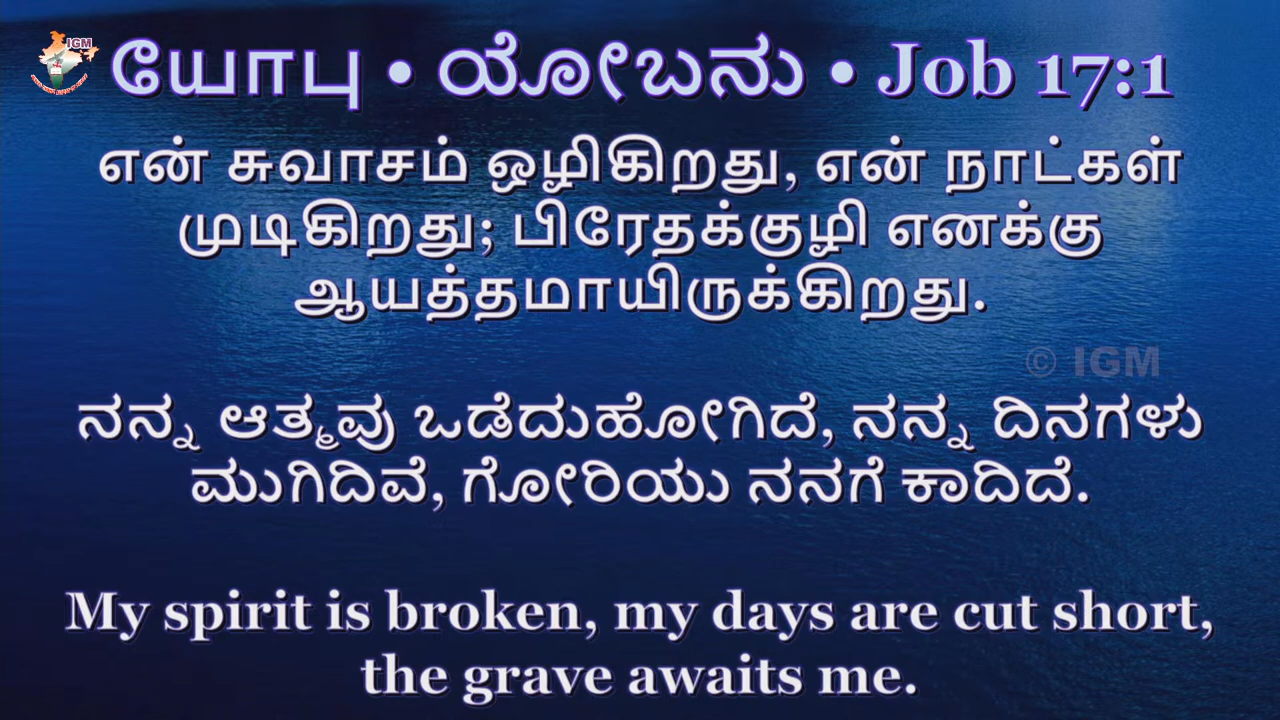 IGM
யோபு • ಯೋಬನು • Job 17:1
என் சுவாசம் ஒழிகிறது, என் நாட்கள்
முடிகிறது; பிரேதக்குழி எனக்கு
ஆயத்தமாயிருக்கிறது.
© IGM
ನನ್ನ ಆತ್ಮವು ಒಡೆದುಹೋಗಿದೆ, ನನ್ನ ದಿನಗಳು
ಮುಗಿದಿವೆ, ಗೋರಿಯು ನನಗೆ ಕಾದಿದೆ.
My spirit is broken, my days are cut short,
the grave awaits me.